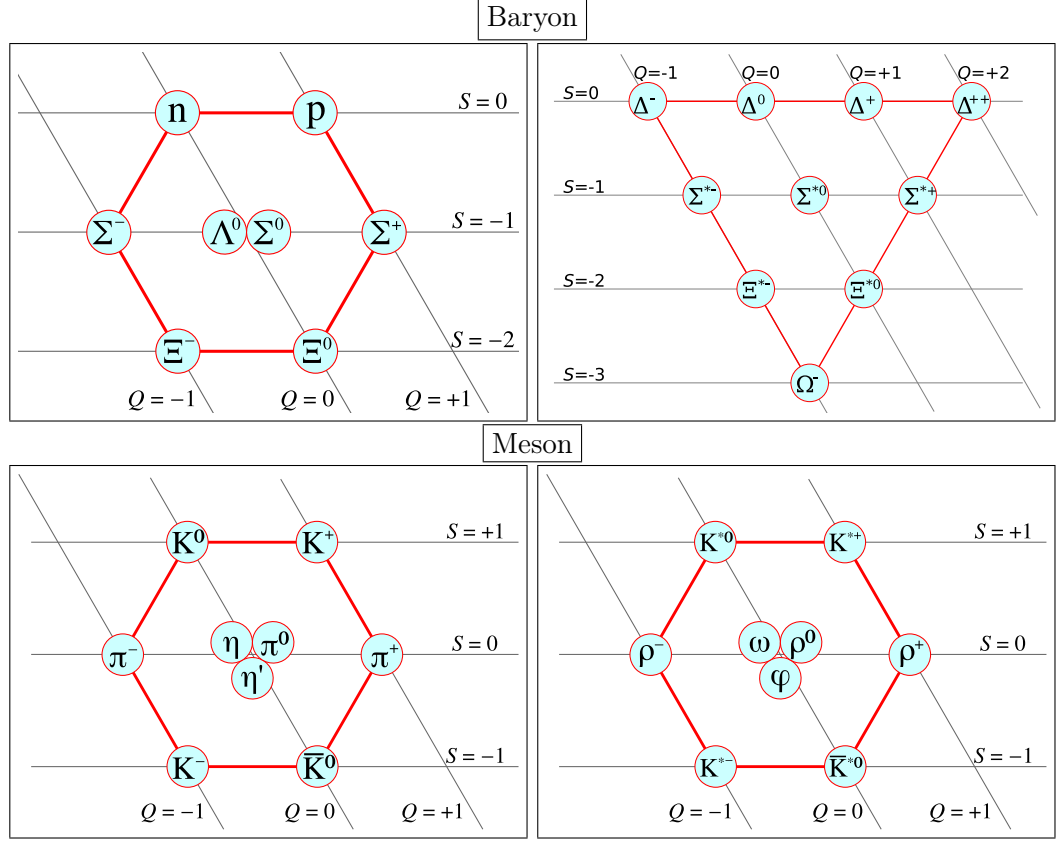 Baryon
n p S = 0
Σ⁻ Λ⁰ Σ⁰ Σ⁺ S = −1
Ξ⁻ Ξ⁰ S = −2
Q = −1 Q = 0 Q = +1
Q=-1 Q=0 Q=+1 Q=+2
S=0 Δ⁻ Δ⁰ Δ⁺ Δ⁺⁺
S=-1 Σ*⁻ Σ*⁰ Σ*⁺
S=-2 Ξ*⁻ Ξ*⁰
S=-3 Ω⁻
Meson
K⁰ K⁺ S = +1
π⁻ η π⁰ η' π⁺ S = 0
K⁻ K̅⁰ S = −1
Q = −1 Q = 0 Q = +1
K*⁰ K*⁺ S = +1
ρ⁻ ω ρ⁰ φ ρ⁺ S = 0
K*⁻ K̅*⁰ S = −1
Q = −1 Q = 0 Q = +1